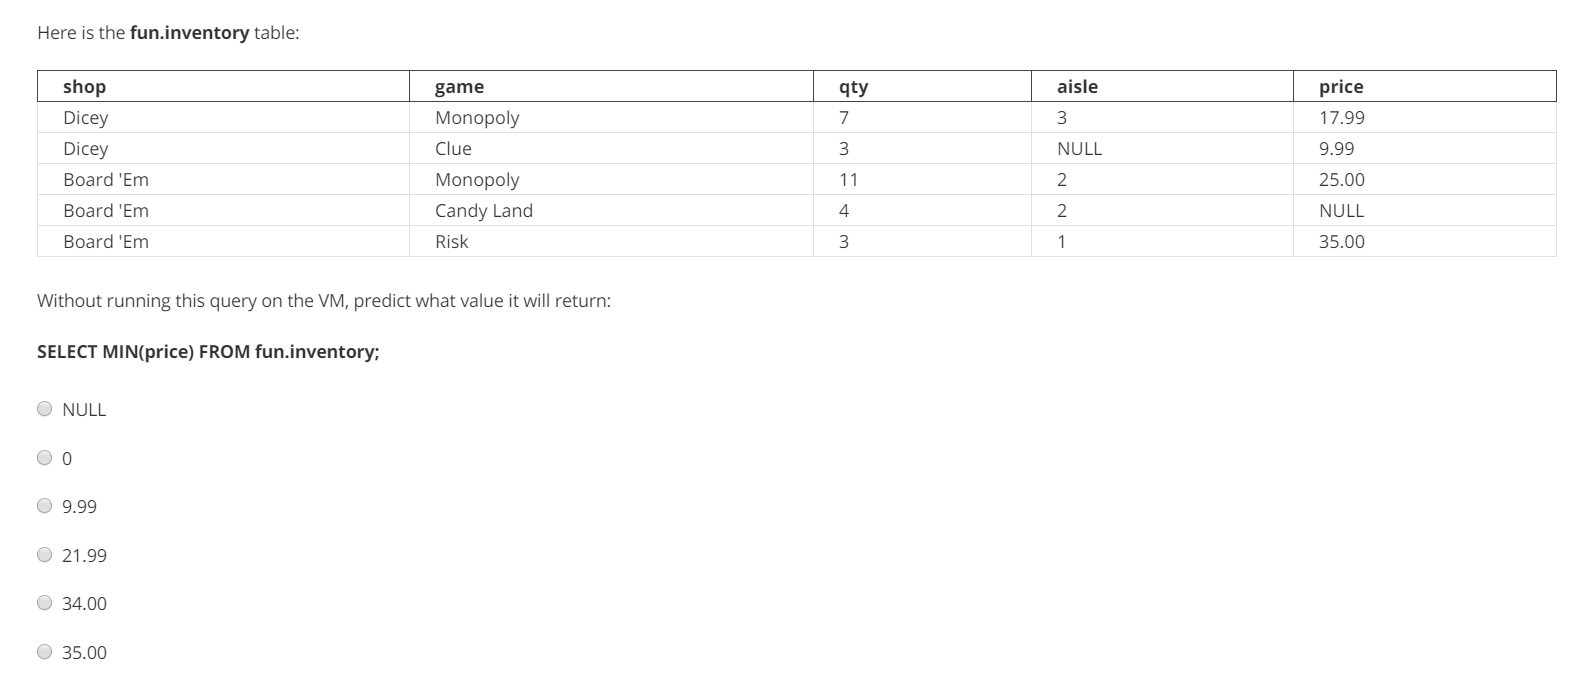 Here is the fun.inventory table:
shop game qty aisle price
Dicey Monopoly 7 3 17.99
Dicey Clue 3 NULL 9.99
Board 'Em Monopoly 11 2 25.00
Board 'Em Candy Land 4 2 NULL
Board 'Em Risk 3 1 35.00
Without running this query on the VM, predict what value it will return:
SELECT MIN(price) FROM fun.inventory;
NULL
0
9.99
21.99
34.00
35.00